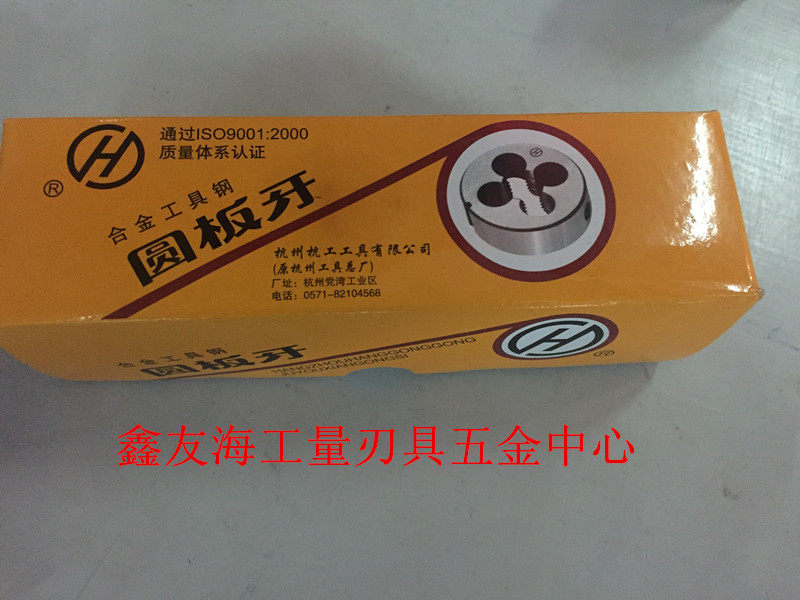 通过ISO9001:2000
质量体系认证
H
®
合金工具钢
圆板牙
杭州杭工工具有限公司
(原杭州工具总厂)
厂址：杭州党湾工业区
电话：0571-82104568
H
®
合金工具钢
圆板牙
HANGZHOUHANGGONGGONG
JUYOUXIANGONGSI
鑫友海工量刃具五金中心